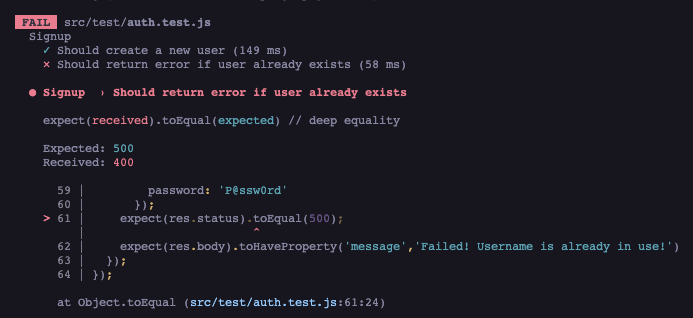 FAIL src/test/auth.test.js
Signup
✓ Should create a new user (149 ms)
✕ Should return error if user already exists (58 ms)
● Signup › Should return error if user already exists
expect(received).toEqual(expected) // deep equality
Expected: 500
Received: 400
59 | password: 'P@ssw0rd'
60 | });
> 61 | expect(res.status).toEqual(500);
| ^
62 | expect(res.body).toHaveProperty('message','Failed! Username is already in use!')
63 | });
64 | });
at Object.toEqual (src/test/auth.test.js:61:24)